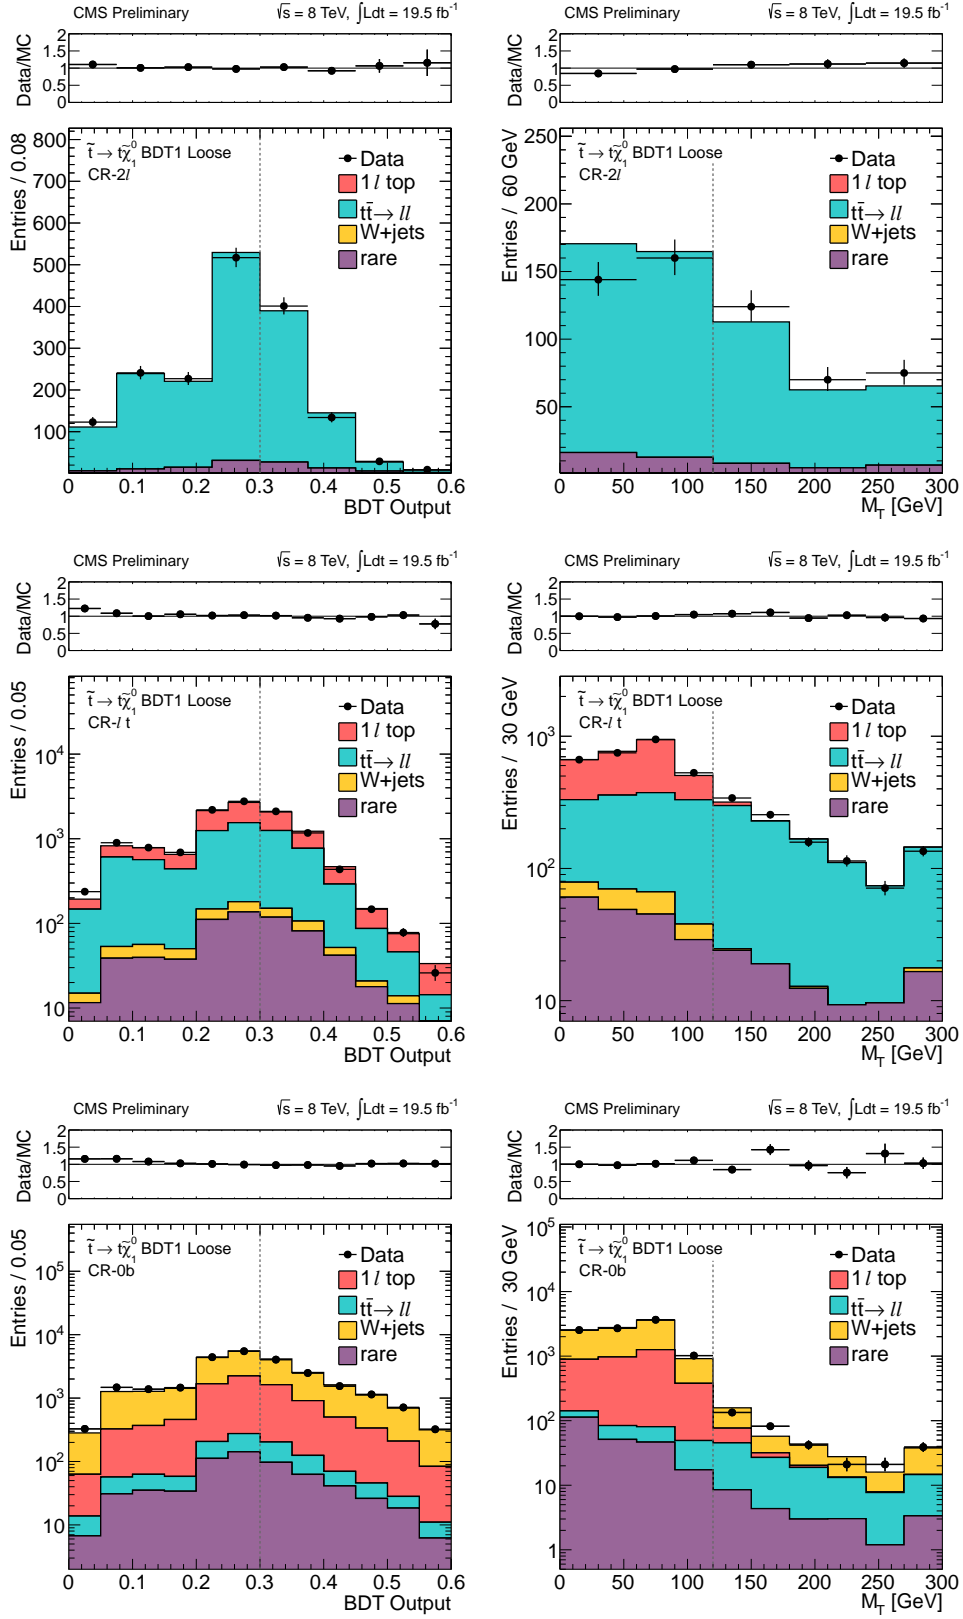 CMS Preliminary √s = 8 TeV, ∫Ldt = 19.5 fb⁻¹
Data/MC
2
1.5
1
0.5
0
Entries / 0.08
800
700
600
500
400
300
200
100
t̃ → tχ̃₁⁰ BDT1 Loose
CR-2l
Data
1l top
tt̄ → ll
W+jets
rare
0 0.1 0.2 0.3 0.4 0.5 0.6
BDT Output
CMS Preliminary √s = 8 TeV, ∫Ldt = 19.5 fb⁻¹
Data/MC
2
1.5
1
0.5
0
Entries / 60 GeV
250
200
150
100
50
t̃ → tχ̃₁⁰ BDT1 Loose
CR-2l
Data
1l top
tt̄ → ll
W+jets
rare
0 50 100 150 200 250 300
M_T [GeV]
CMS Preliminary √s = 8 TeV, ∫Ldt = 19.5 fb⁻¹
Data/MC
2
1.5
1
0.5
0
Entries / 0.05
10⁴
10³
10²
10
t̃ → tχ̃₁⁰ BDT1 Loose
CR-l t
Data
1l top
tt̄ → ll
W+jets
rare
0 0.1 0.2 0.3 0.4 0.5 0.6
BDT Output
CMS Preliminary √s = 8 TeV, ∫Ldt = 19.5 fb⁻¹
Data/MC
2
1.5
1
0.5
0
Entries / 30 GeV
10³
10²
10
t̃ → tχ̃₁⁰ BDT1 Loose
CR-l t
Data
1l top
tt̄ → ll
W+jets
rare
0 50 100 150 200 250 300
M_T [GeV]
CMS Preliminary √s = 8 TeV, ∫Ldt = 19.5 fb⁻¹
Data/MC
2
1.5
1
0.5
0
Entries / 0.05
10⁵
10⁴
10³
10²
10
t̃ → tχ̃₁⁰ BDT1 Loose
CR-0b
Data
1l top
tt̄ → ll
W+jets
rare
0 0.1 0.2 0.3 0.4 0.5 0.6
BDT Output
CMS Preliminary √s = 8 TeV, ∫Ldt = 19.5 fb⁻¹
Data/MC
2
1.5
1
0.5
0
Entries / 30 GeV
10⁵
10⁴
10³
10²
10
1
t̃ → tχ̃₁⁰ BDT1 Loose
CR-0b
Data
1l top
tt̄ → ll
W+jets
rare
0 50 100 150 200 250 300
M_T [GeV]